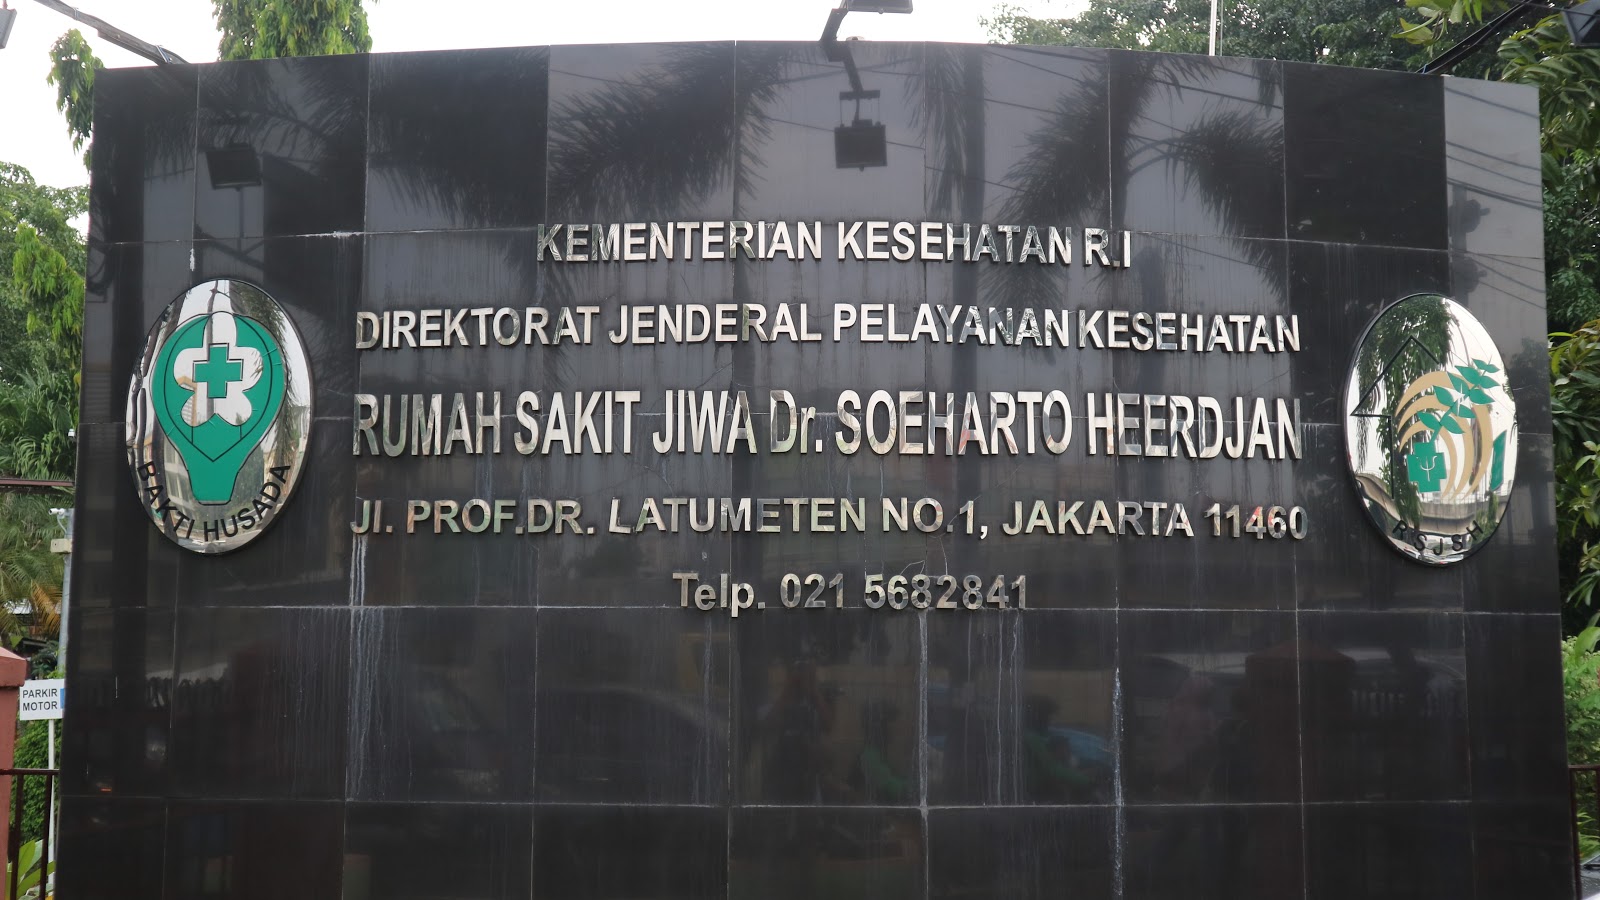 KEMENTERIAN KESEHATAN R.I
DIREKTORAT JENDERAL PELAYANAN KESEHATAN
RUMAH SAKIT JIWA Dr. SOEHARTO HEERDJAN
Jl. PROF.DR. LATUMETEN NO.1, JAKARTA 11460
Telp. 021 5682841
BAKTI HUSADA
RSJSH
PARKIR
MOTOR